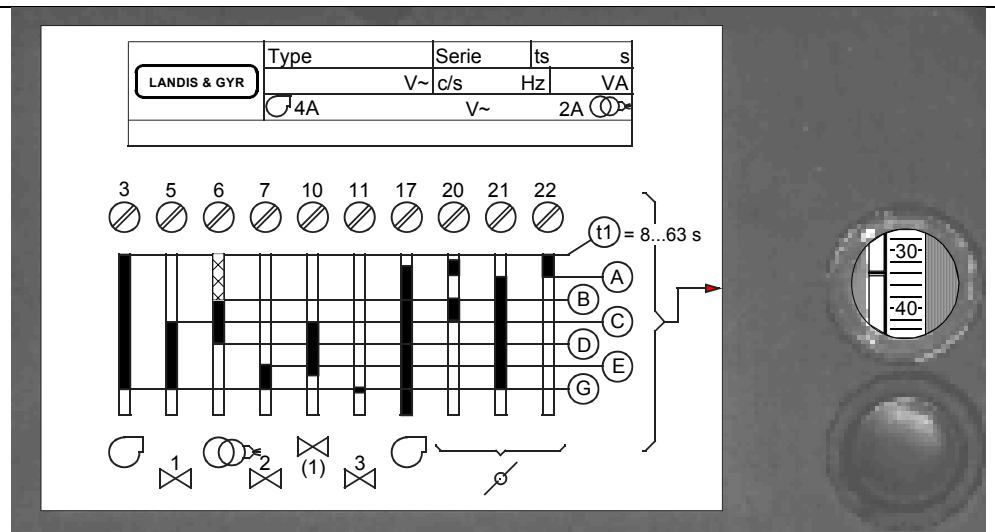 Type Serie ts s
LANDIS & GYR
V~ c/s Hz VA
4A V~ 2A
3 5 6 7 10 11 17 20 21 22
t1 = 8...63 s
A
B
C
D
E
G
-30-
-40-
1 2 (1) 3